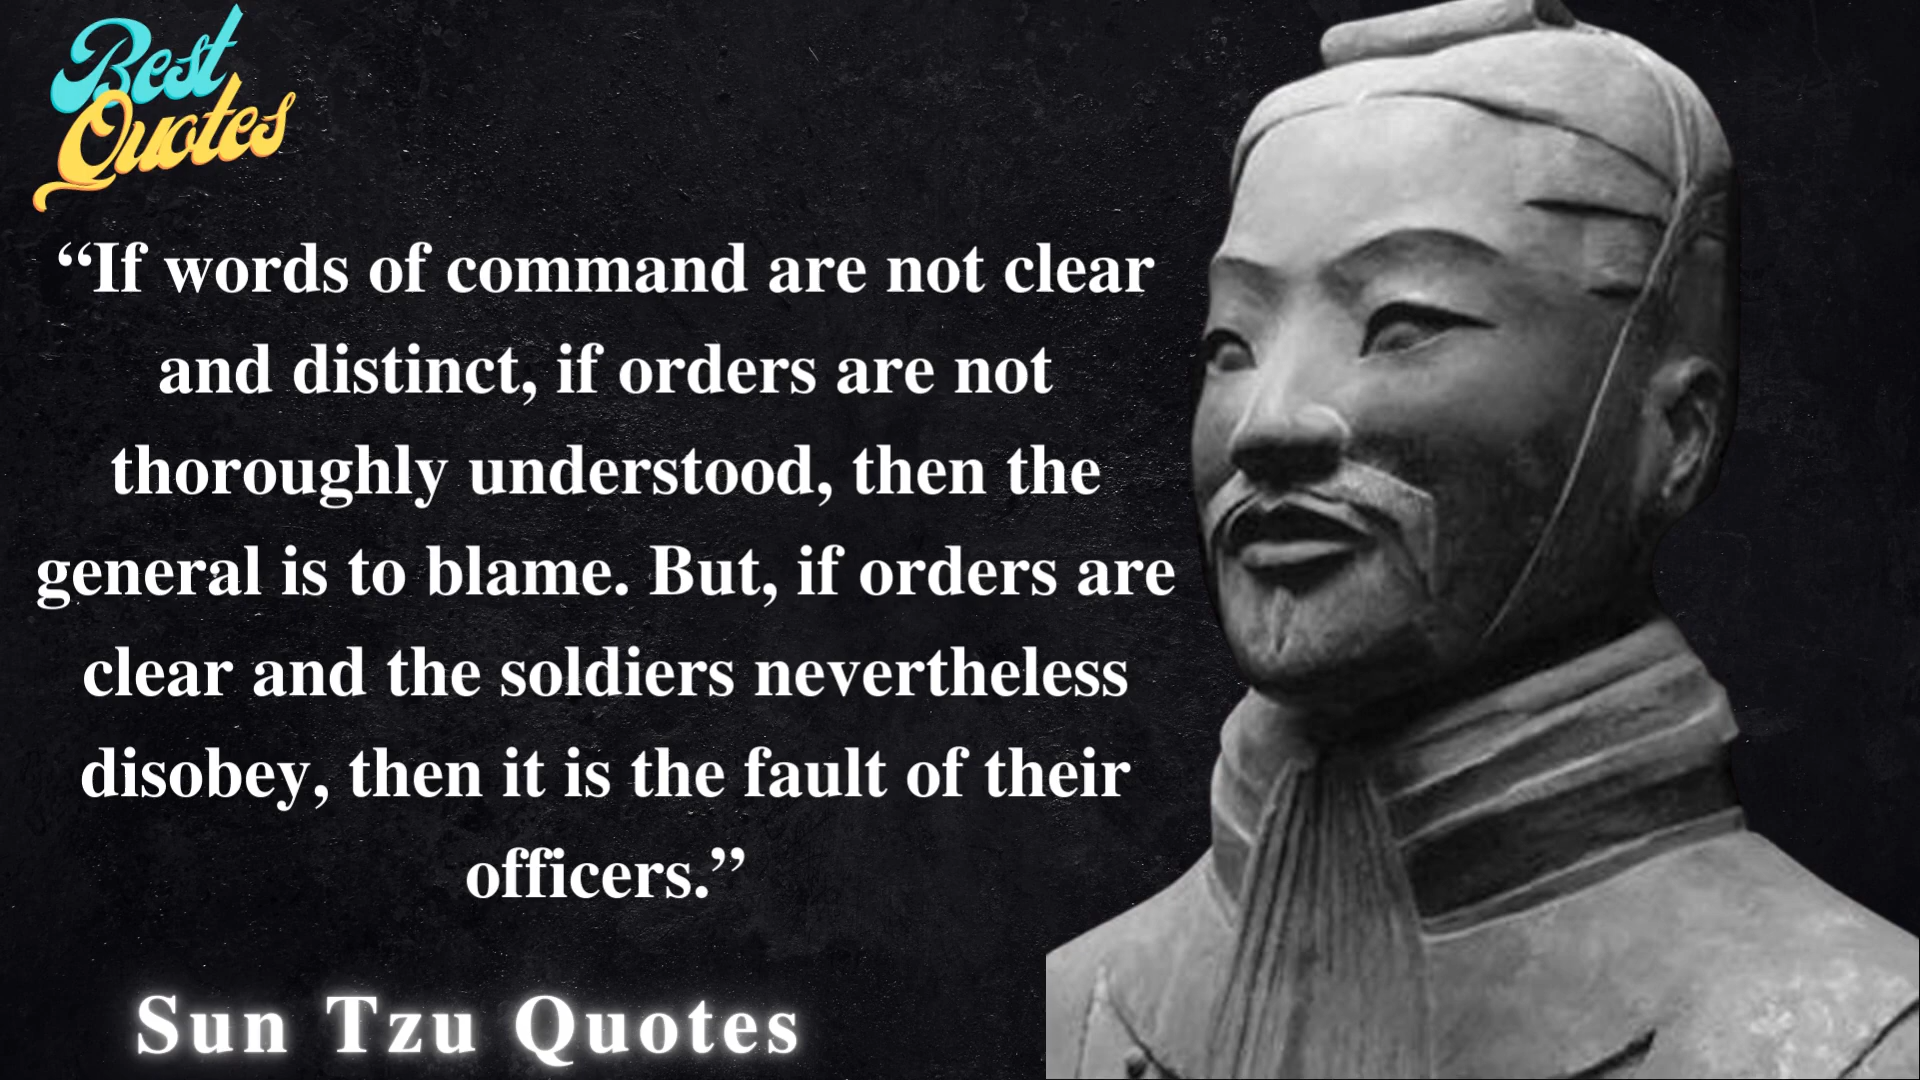 Best
Quotes
“If words of command are not clear
and distinct, if orders are not
thoroughly understood, then the
general is to blame. But, if orders are
clear and the soldiers nevertheless
disobey, then it is the fault of their
officers.”
Sun Tzu Quotes